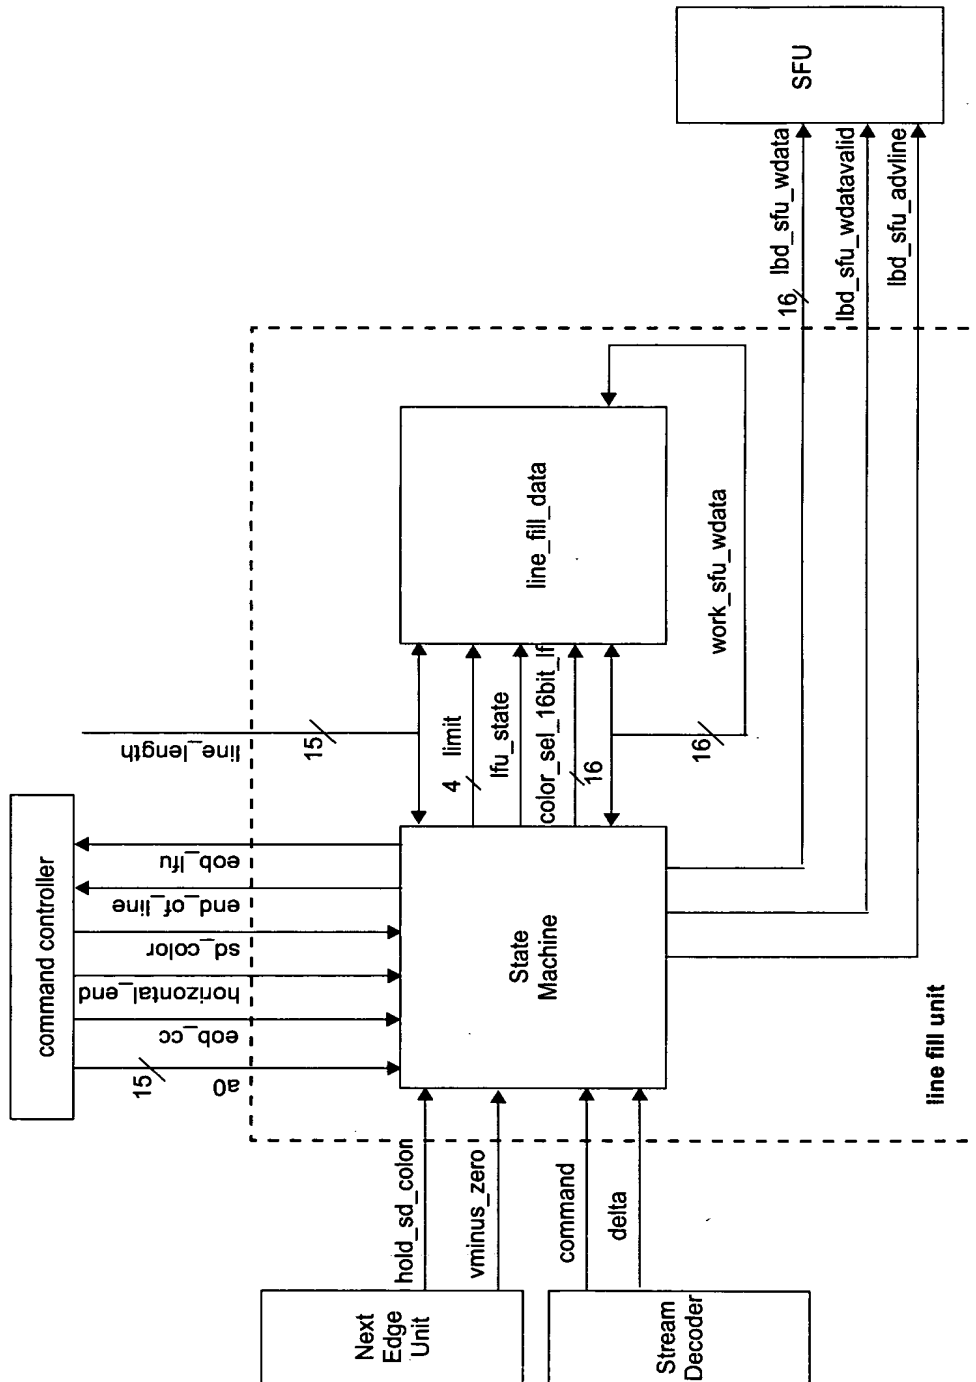 command controller
a0
15
eob_cc
horizontal_end
sd_color
end_of_line
eob_lfu
line_length
15
Next
Edge
Unit
hold_sd_colon
vminus_zero
Stream
Decoder
command
delta
State
Machine
4
limit
lfu_state
color_sel_16bit_lf
16
line_fill_data
16
work_sfu_wdata
line fill unit
16
lbd_sfu_wdata
lbd_sfu_wdatavalid
lbd_sfu_advline
SFU